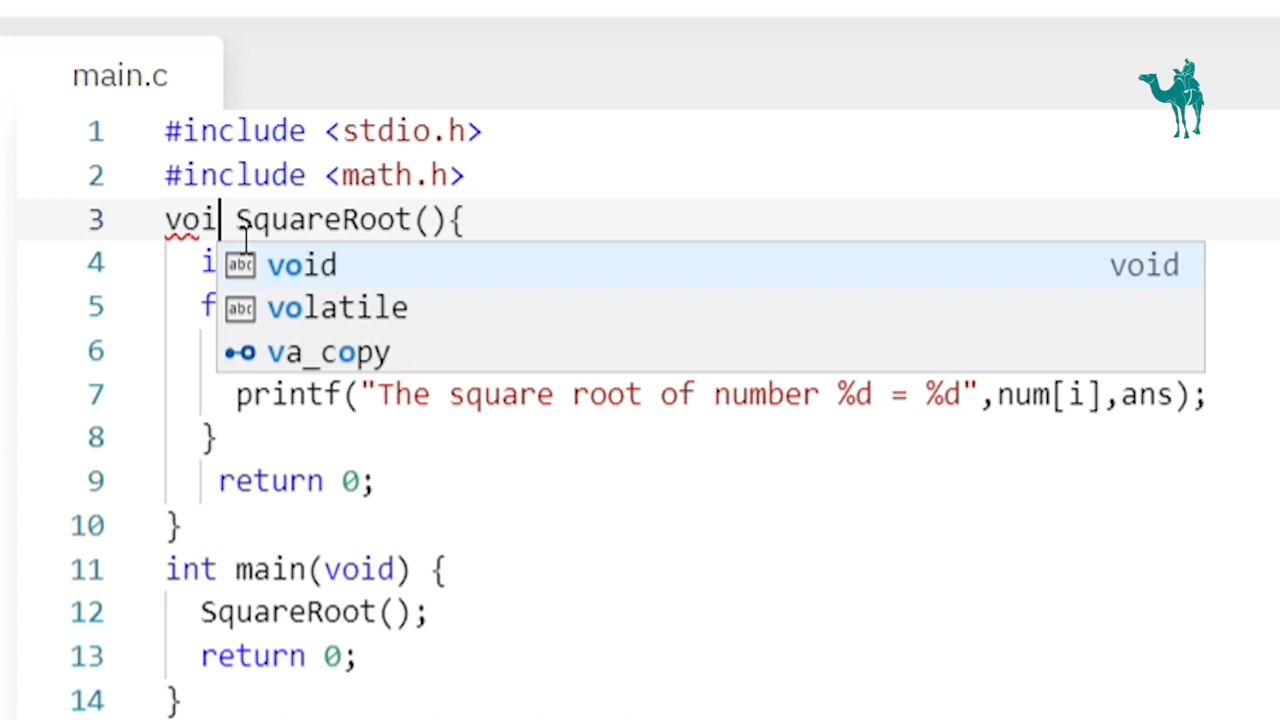 main.c
1 #include <stdio.h>
2 #include <math.h>
3 voi SquareRoot(){
4 i
void void
5 f
volatile
6
va_copy
7 printf("The square root of number %d = %d",num[i],ans);
8 }
9 return 0;
10 }
11 int main(void) {
12 SquareRoot();
13 return 0;
14 }